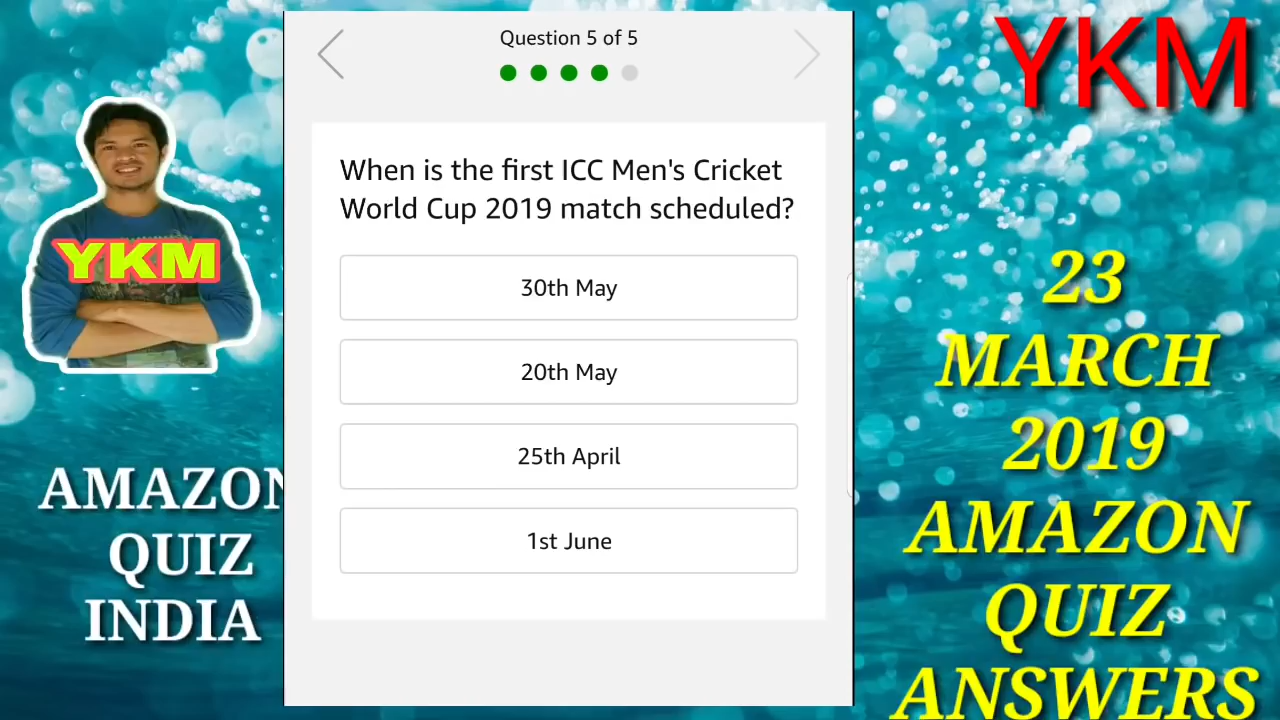 YKM
AMAZON
QUIZ
INDIA
Question 5 of 5
When is the first ICC Men's Cricket
World Cup 2019 match scheduled?
30th May
20th May
25th April
1st June
YKM
23
MARCH
2019
AMAZON
QUIZ
ANSWERS